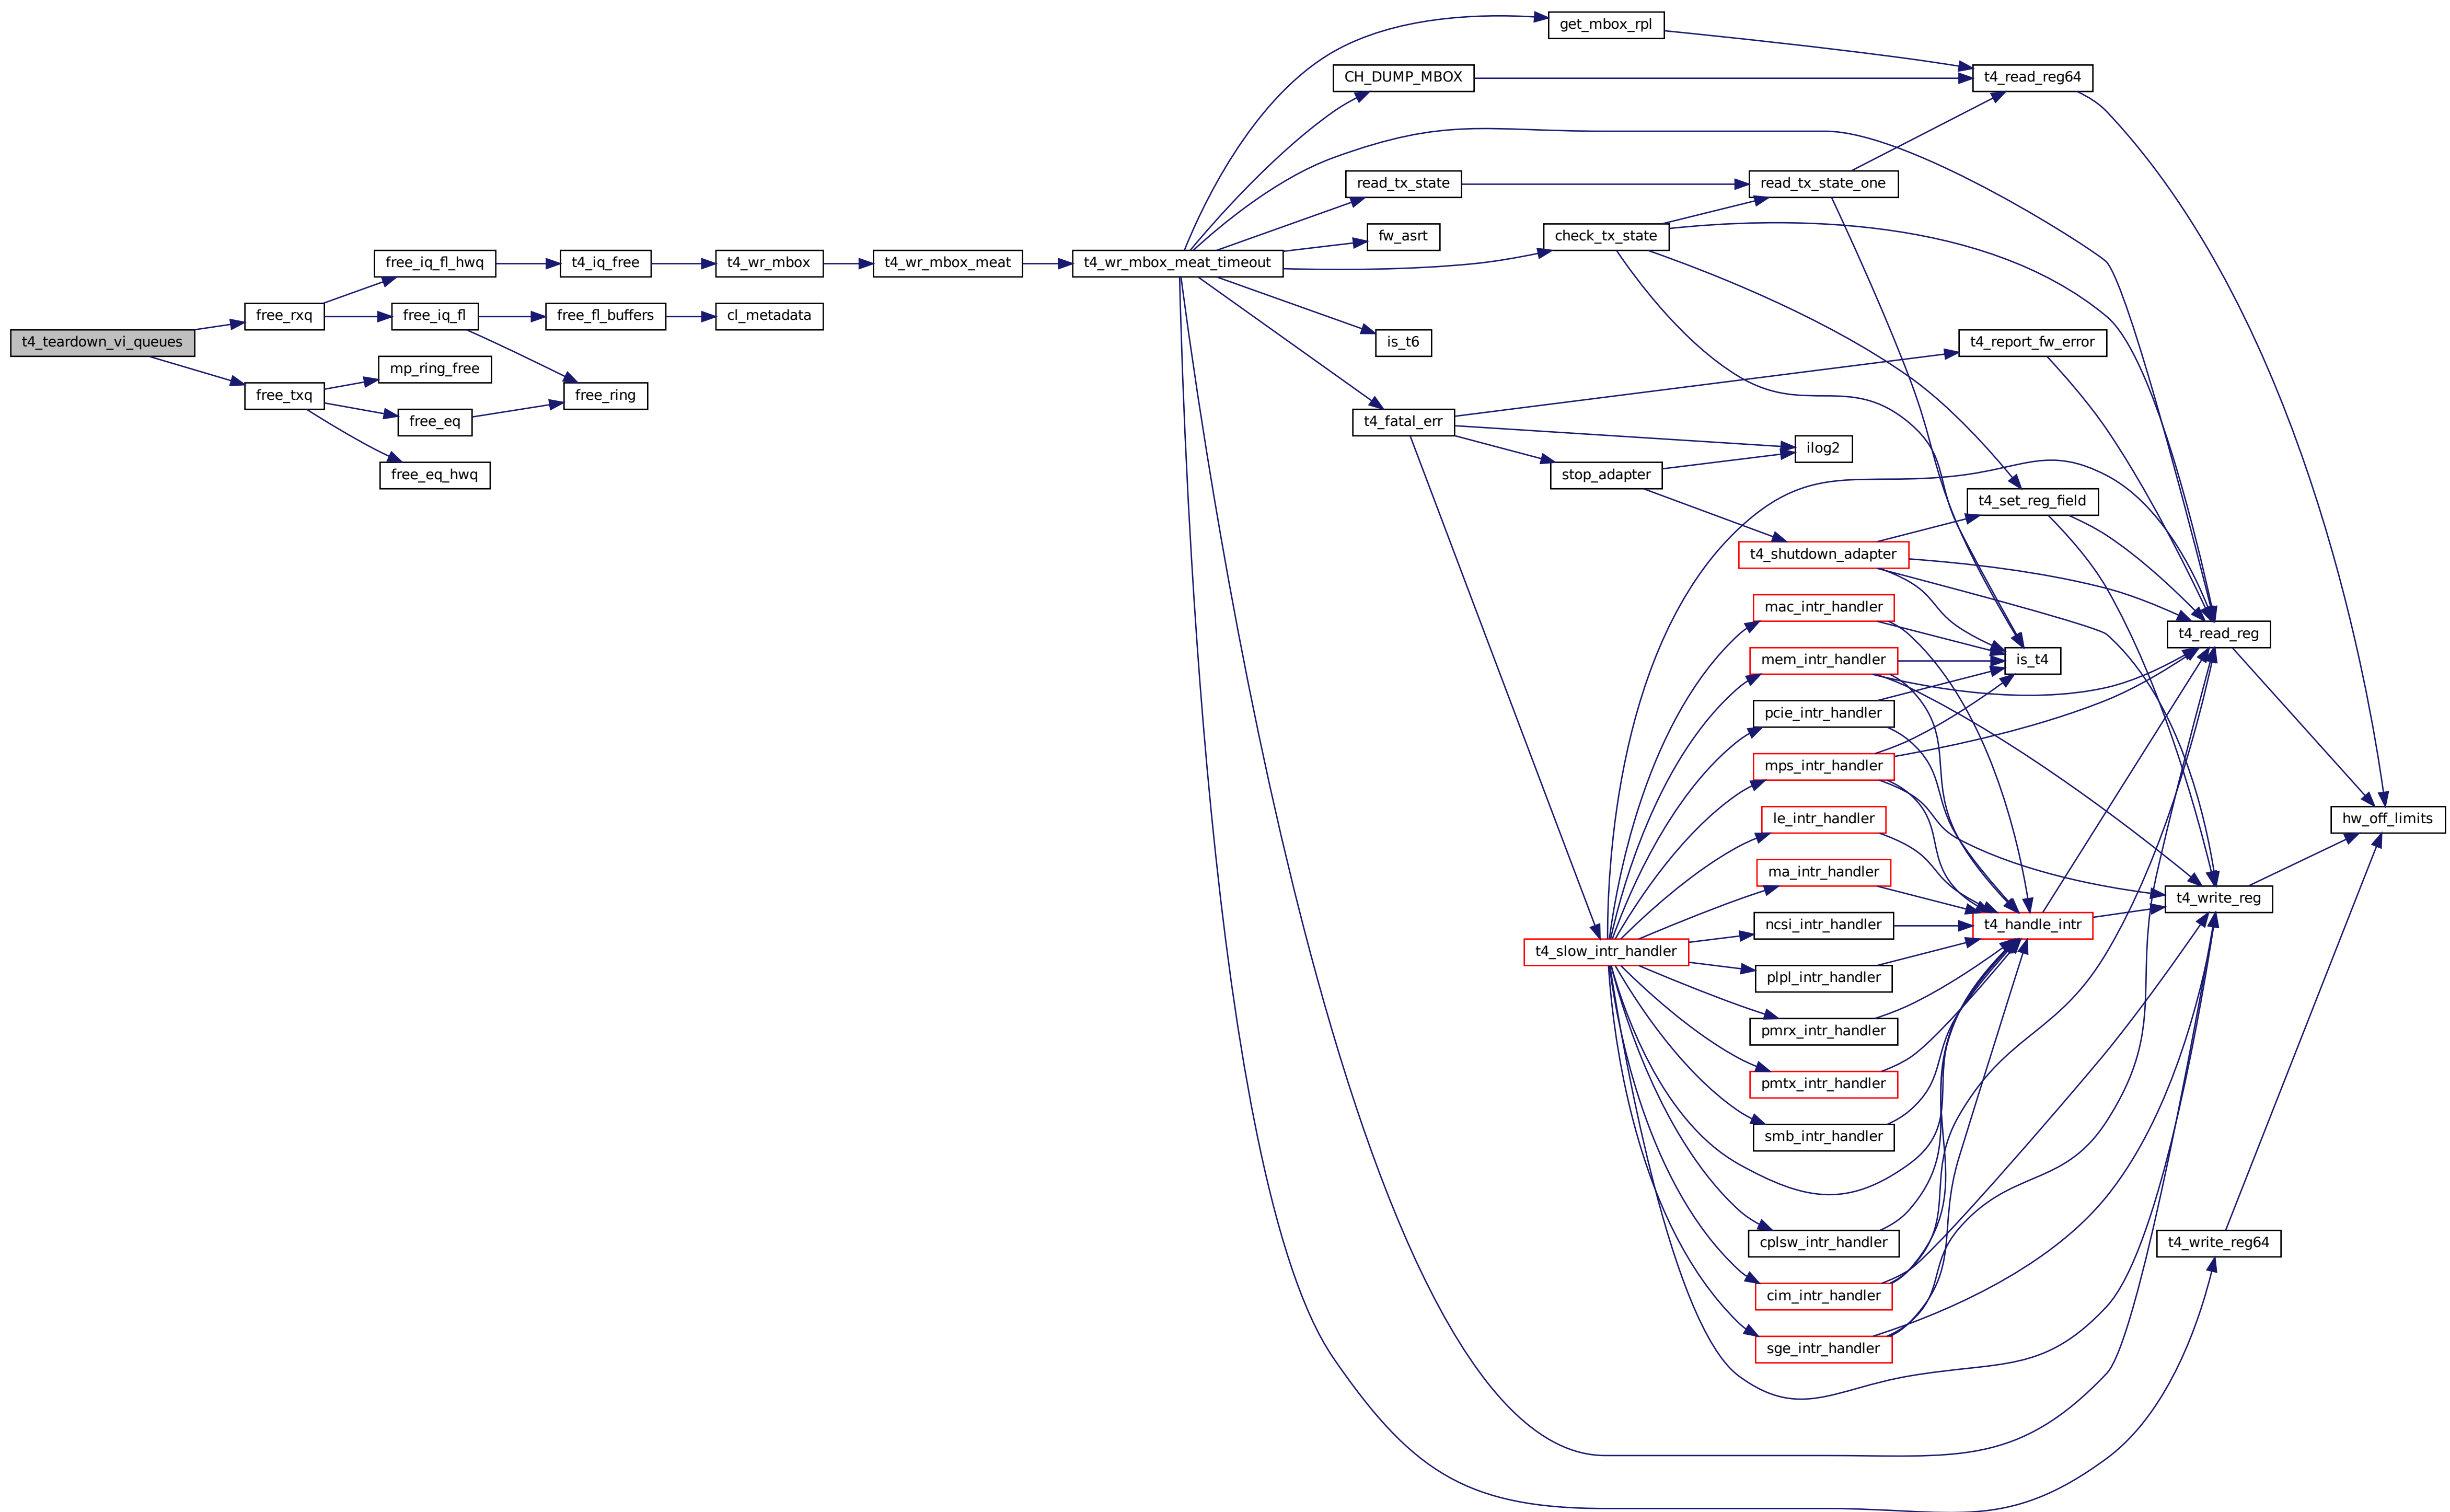 t4_teardown_vi_queues
free_rxq
free_txq
free_iq_fl_hwq
free_iq_fl
mp_ring_free
free_eq
free_eq_hwq
t4_iq_free
free_fl_buffers
free_ring
t4_wr_mbox
cl_metadata
t4_wr_mbox_meat
t4_wr_mbox_meat_timeout
CH_DUMP_MBOX
read_tx_state
fw_asrt
is_t6
t4_fatal_err
get_mbox_rpl
check_tx_state
stop_adapter
t4_slow_intr_handler
read_tx_state_one
ilog2
t4_shutdown_adapter
mac_intr_handler
mem_intr_handler
pcie_intr_handler
mps_intr_handler
le_intr_handler
ma_intr_handler
ncsi_intr_handler
plpl_intr_handler
pmrx_intr_handler
pmtx_intr_handler
smb_intr_handler
cplsw_intr_handler
cim_intr_handler
sge_intr_handler
t4_read_reg64
t4_report_fw_error
t4_set_reg_field
is_t4
t4_handle_intr
t4_read_reg
t4_write_reg
t4_write_reg64
hw_off_limits